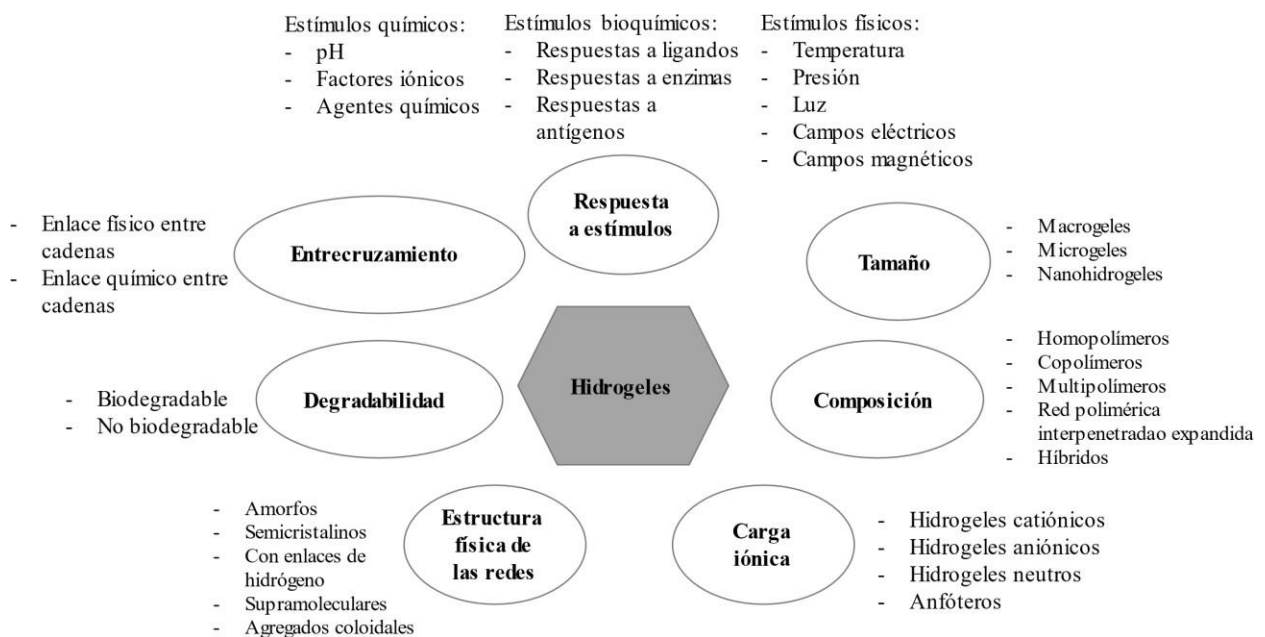 Estímulos químicos:
- pH
- Factores iónicos
- Agentes químicos
Estímulos bioquímicos:
- Respuestas a ligandos
- Respuestas a enzimas
- Respuestas a
antígenos
Estímulos físicos:
- Temperatura
- Presión
- Luz
- Campos eléctricos
- Campos magnéticos
Respuesta
a estímulos
- Enlace físico entre
cadenas
- Enlace químico entre
cadenas
Entrecruzamiento
Tamaño
- Macrogeles
- Microgeles
- Nanohidrogeles
Hidrogeles
- Biodegradable
- No biodegradable
Degradabilidad
Composición
- Homopolímeros
- Copolímeros
- Multipolímeros
- Red polimérica
interpenetradao expandida
- Híbridos
- Amorfos
- Semicristalinos
- Con enlaces de
hidrógeno
- Supramoleculares
- Agregados coloidales
Estructura
física de
las redes
Carga
iónica
- Hidrogeles catiónicos
- Hidrogeles aniónicos
- Hidrogeles neutros
- Anfóteros